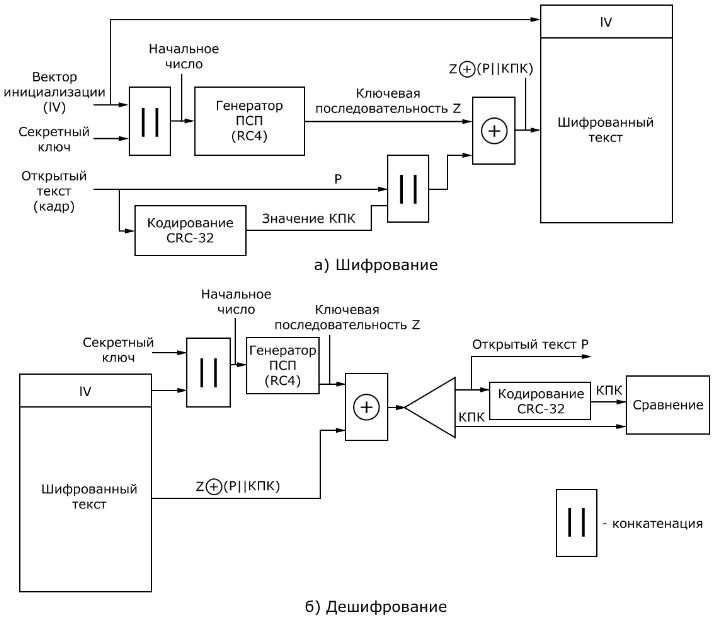 IV
Начальное
число
Вектор
инициализации
(IV)
Z⊕(P||КПК)
Ключевая
последовательность Z
Генератор
ПСП
(RC4)
||
+
Шифрованный
текст
Секретный
ключ
Открытый
текст
(кадр)
P
||
Кодирование
CRC-32
Значение КПК
а) Шифрование
Начальное
число
Ключевая
последовательность Z
Секретный
ключ
||
Генератор
ПСП
(RC4)
Открытый текст P
IV
+
Кодирование
CRC-32
КПК
КПК
Сравнение
Шифрованный
текст
Z⊕(P||КПК)
|| - конкатенация
б) Дешифрование